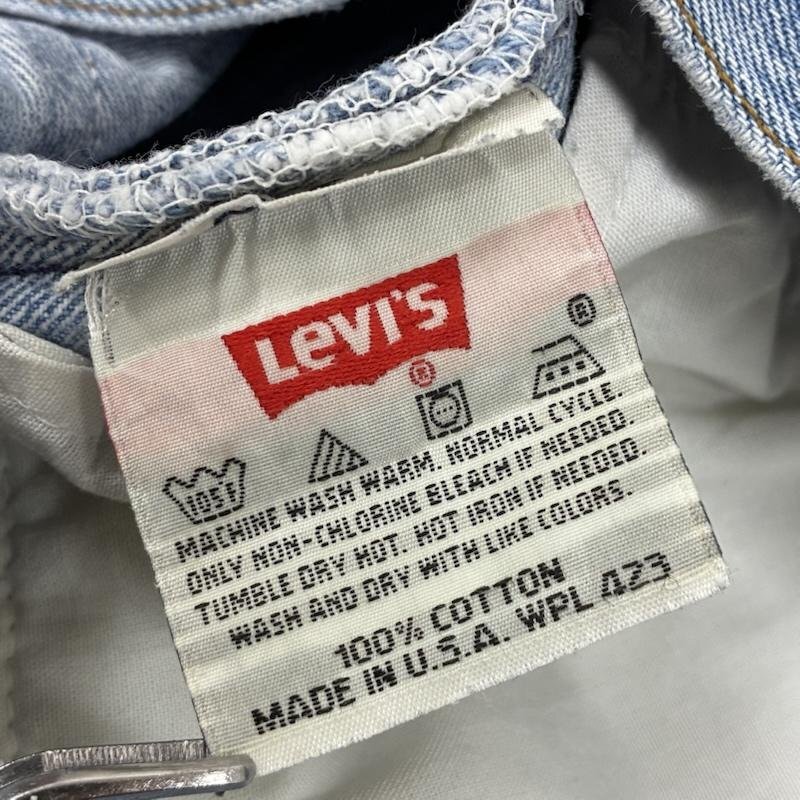 Levi's
®
®
105F
MACHINE WASH WARM. NORMAL CYCLE.
ONLY NON-CHLORINE BLEACH IF NEEDED.
TUMBLE DRY HOT. HOT IRON IF NEEDED.
WASH AND DRY WITH LIKE COLORS.
100% COTTON
MADE IN U.S.A. WPL 423